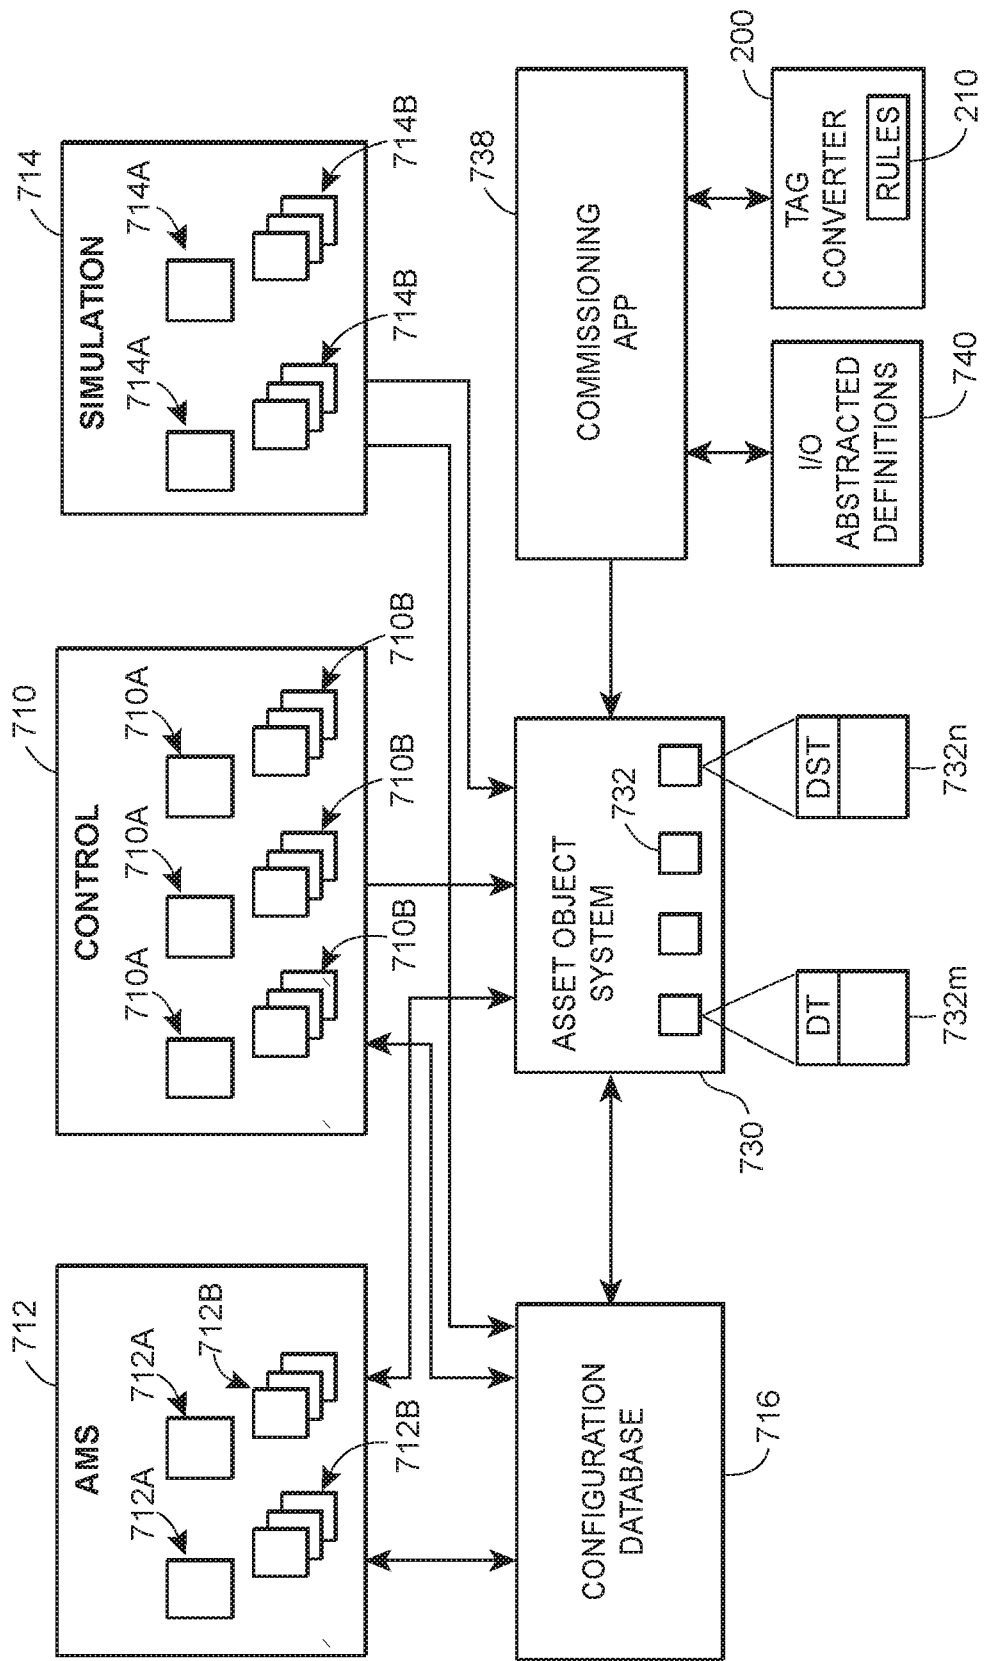 712
AMS
712A
712A
712B
712B
710
CONTROL
710A
710A
710A
710B
710B
710B
714
SIMULATION
714A
714A
714B
714B
CONFIGURATION
DATABASE
716
ASSET OBJECT
SYSTEM
732
730
DT
732m
DST
732n
738
COMMISSIONING
APP
I/O
ABSTRACTED
DEFINITIONS
740
200
TAG
CONVERTER
RULES
210